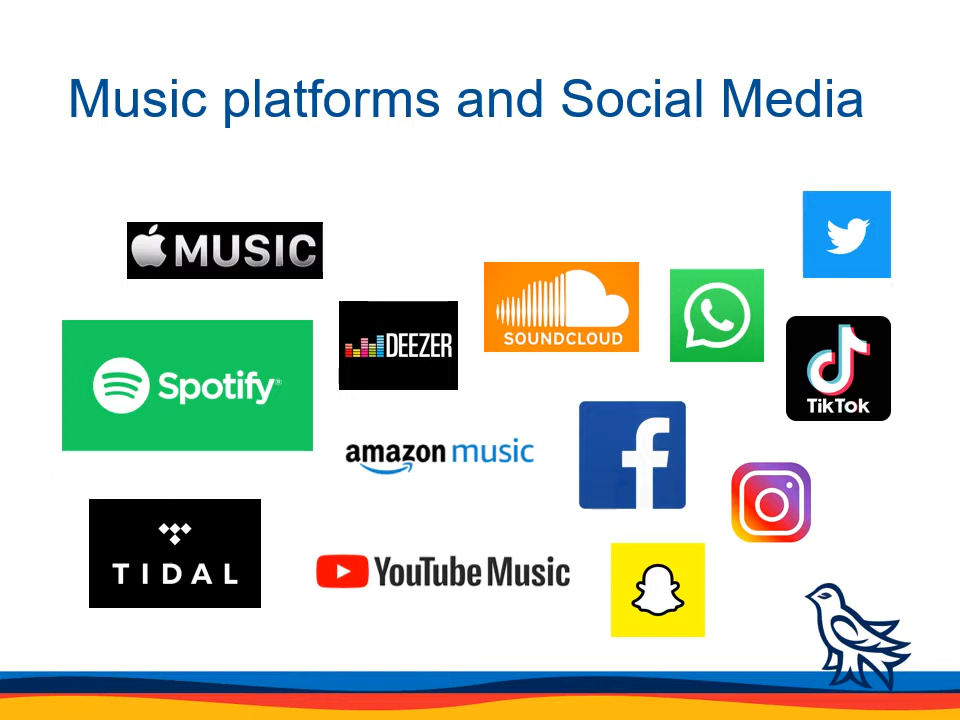 Music platforms and Social Media
MUSIC
SOUNDCLOUD
DEEZER
Spotify®
TikTok
amazon music
TIDAL
YouTube Music